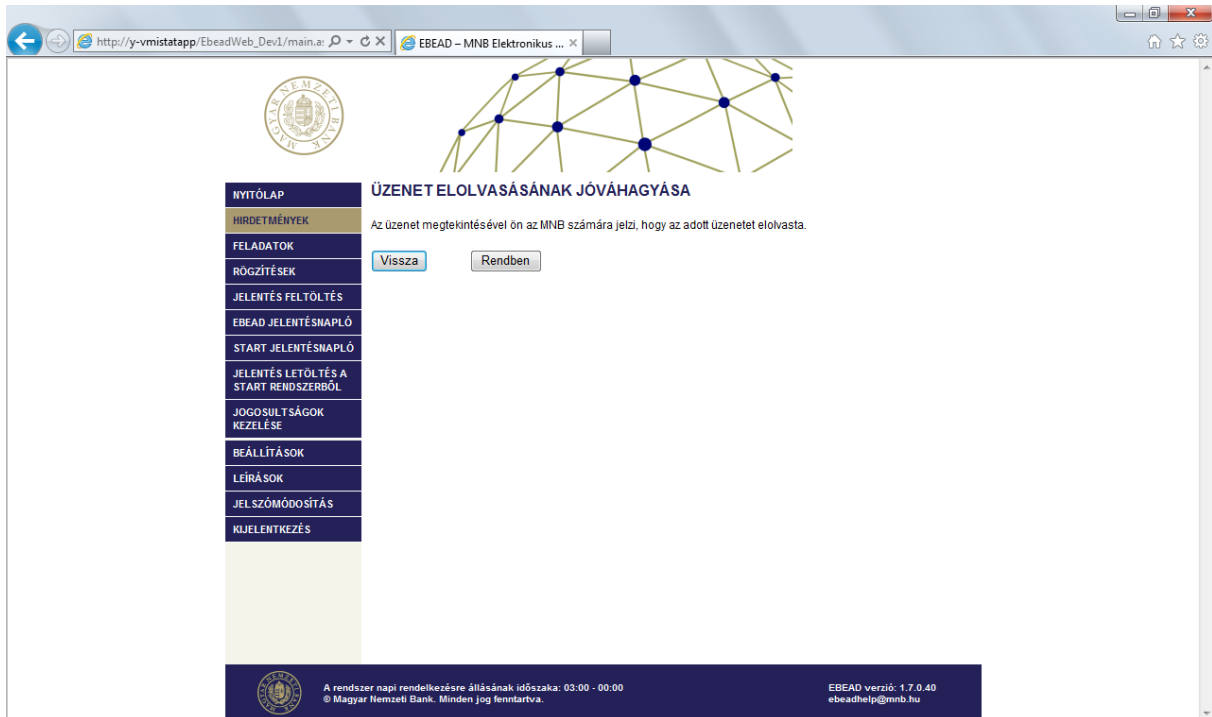 http://y-vmistatapp/EbeadWeb_Dev1/main.a:
EBEAD – MNB Elektronikus ...
MAGYAR NEMZETI BANK
NYITÓLAP
HIRDETMÉNYEK
FELADATOK
RÖGZÍTÉSEK
JELENTÉS FELTÖLTÉS
EBEAD JELENTÉSNAPLÓ
START JELENTÉSNAPLÓ
JELENTÉS LETÖLTÉS A
START RENDSZERBŐL
JOGOSULTSÁGOK
KEZELÉSE
BEÁLLÍTÁSOK
LEÍRÁSOK
JELSZÓMÓDOSÍTÁS
KIJELENTKEZÉS
ÜZENET ELOLVASÁSÁNAK JÓVÁHAGYÁSA
Az üzenet megtekintésével ön az MNB számára jelzi, hogy az adott üzenetet elolvasta.
Vissza Rendben
A rendszer napi rendelkezésre állásának időszaka: 03:00 - 00:00
© Magyar Nemzeti Bank. Minden jog fenntartva.
EBEAD verzió: 1.7.0.40
ebeadhelp@mnb.hu